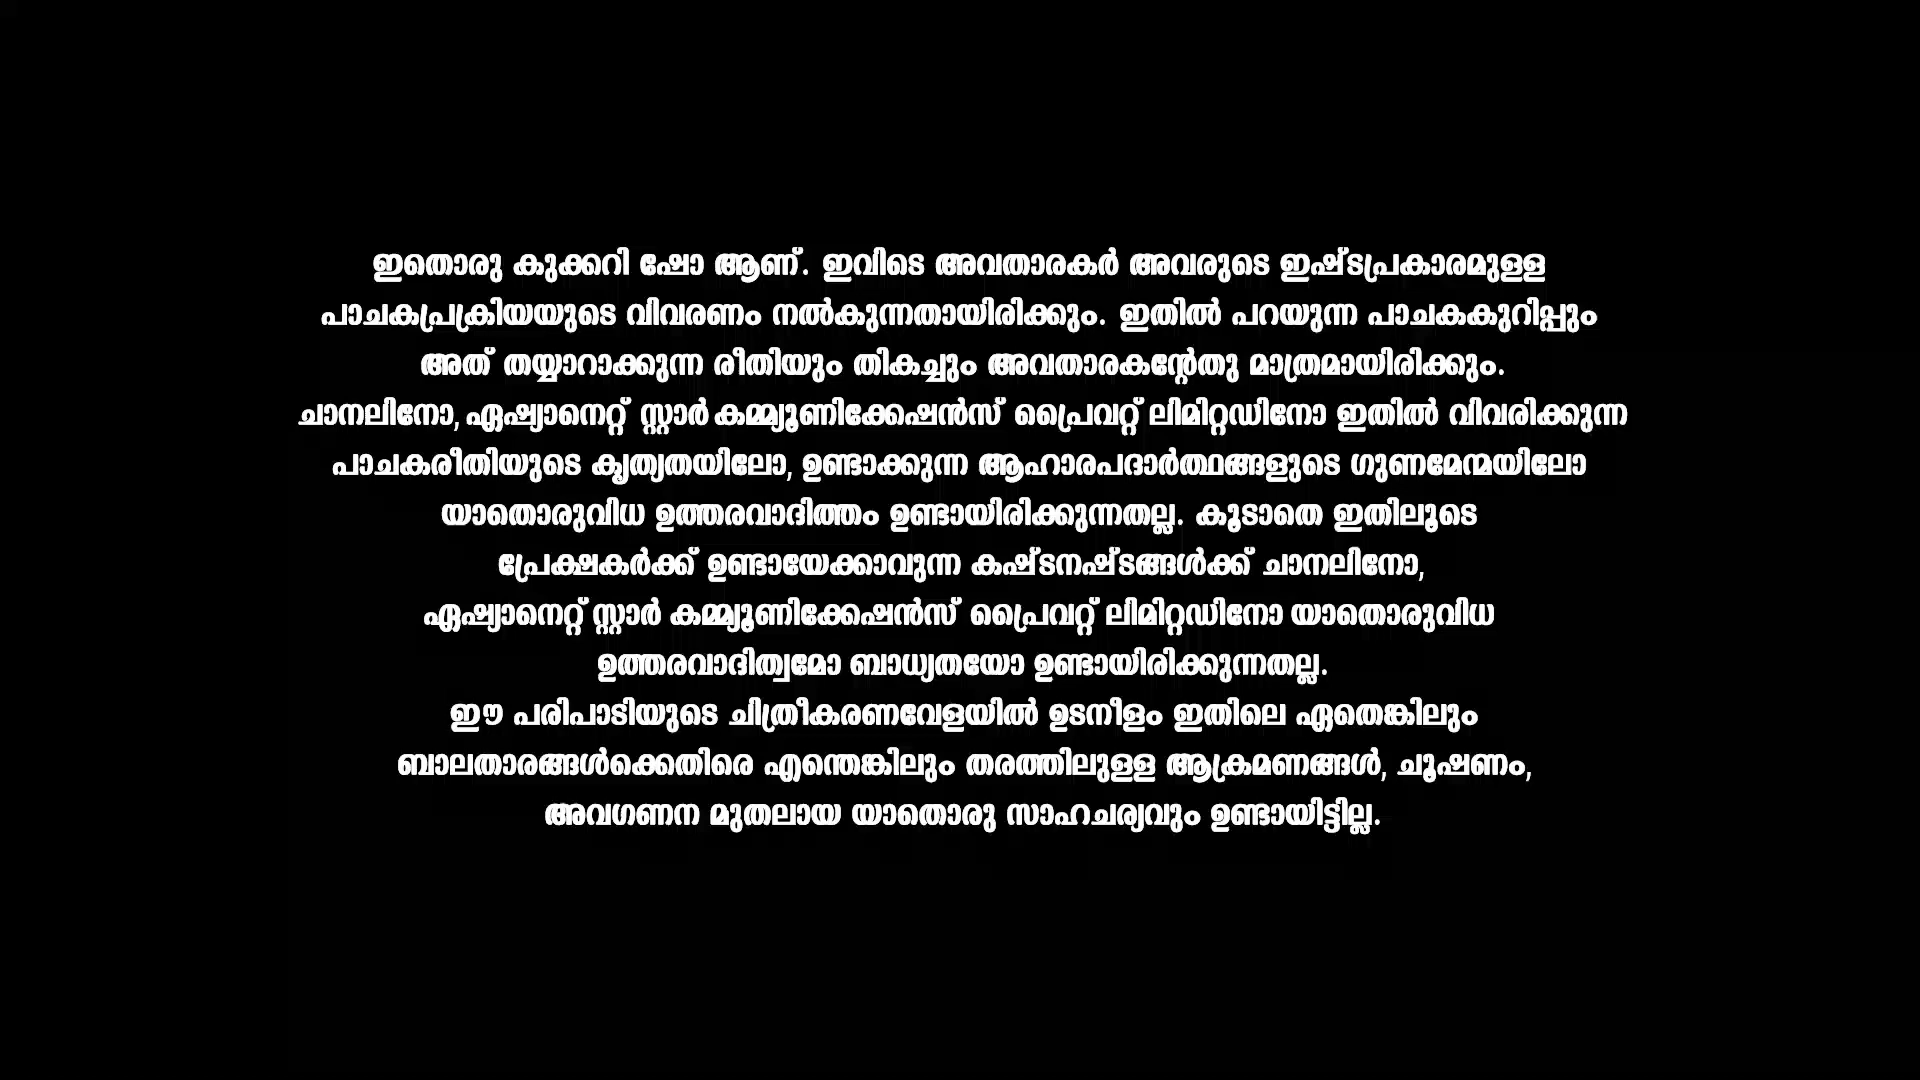 ഇതൊരു കുക്കറി ഷോ ആണ്. ഇവിടെ അവതാരകർ അവരുടെ ഇഷ്ടപ്രകാരമുള്ള
പാചകപ്രക്രിയയുടെ വിവരണം നൽകുന്നതായിരിക്കും. ഇതിൽ പറയുന്ന പാചകകുറിപ്പും
അത് തയ്യാറാക്കുന്ന രീതിയും തികച്ചും അവതാരകന്റേതു മാത്രമായിരിക്കും.
ചാനലിനോ, ഏഷ്യാനെറ്റ് സ്റ്റാർ കമ്മ്യൂണിക്കേഷൻസ് പ്രൈവറ്റ് ലിമിറ്റഡിനോ ഇതിൽ വിവരിക്കുന്ന
പാചകരീതിയുടെ കൃത്യതയിലോ, ഉണ്ടാക്കുന്ന ആഹാരപദാർത്ഥങ്ങളുടെ ഗുണമേന്മയിലോ
യാതൊരുവിധ ഉത്തരവാദിത്തം ഉണ്ടായിരിക്കുന്നതല്ല. കൂടാതെ ഇതിലൂടെ
പ്രേക്ഷകർക്ക് ഉണ്ടായേക്കാവുന്ന കഷ്ടനഷ്ടങ്ങൾക്ക് ചാനലിനോ,
ഏഷ്യാനെറ്റ് സ്റ്റാർ കമ്മ്യൂണിക്കേഷൻസ് പ്രൈവറ്റ് ലിമിറ്റഡിനോ യാതൊരുവിധ
ഉത്തരവാദിത്വമോ ബാധ്യതയോ ഉണ്ടായിരിക്കുന്നതല്ല.
ഈ പരിപാടിയുടെ ചിത്രീകരണവേളയിൽ ഉടനീളം ഇതിലെ ഏതെങ്കിലും
ബാലതാരങ്ങൾക്കെതിരെ എന്തെങ്കിലും തരത്തിലുള്ള ആക്രമണങ്ങൾ, ചൂഷണം,
അവഗണന മുതലായ യാതൊരു സാഹചര്യവും ഉണ്ടായിട്ടില്ല.